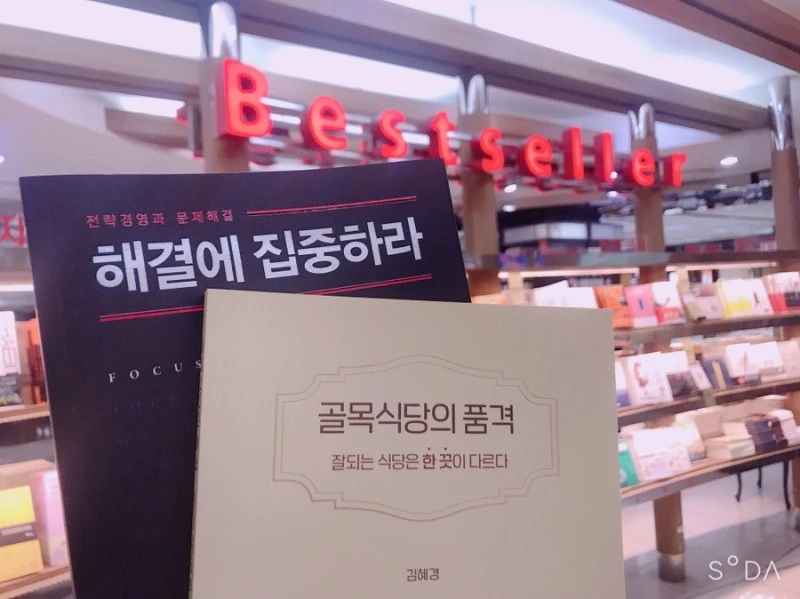 Bestseller
전략경영과 문제해결
해결에 집중하라
FOCUS
골목식당의 품격
잘되는 식당은 한 끗이 다르다
김혜경
SODA